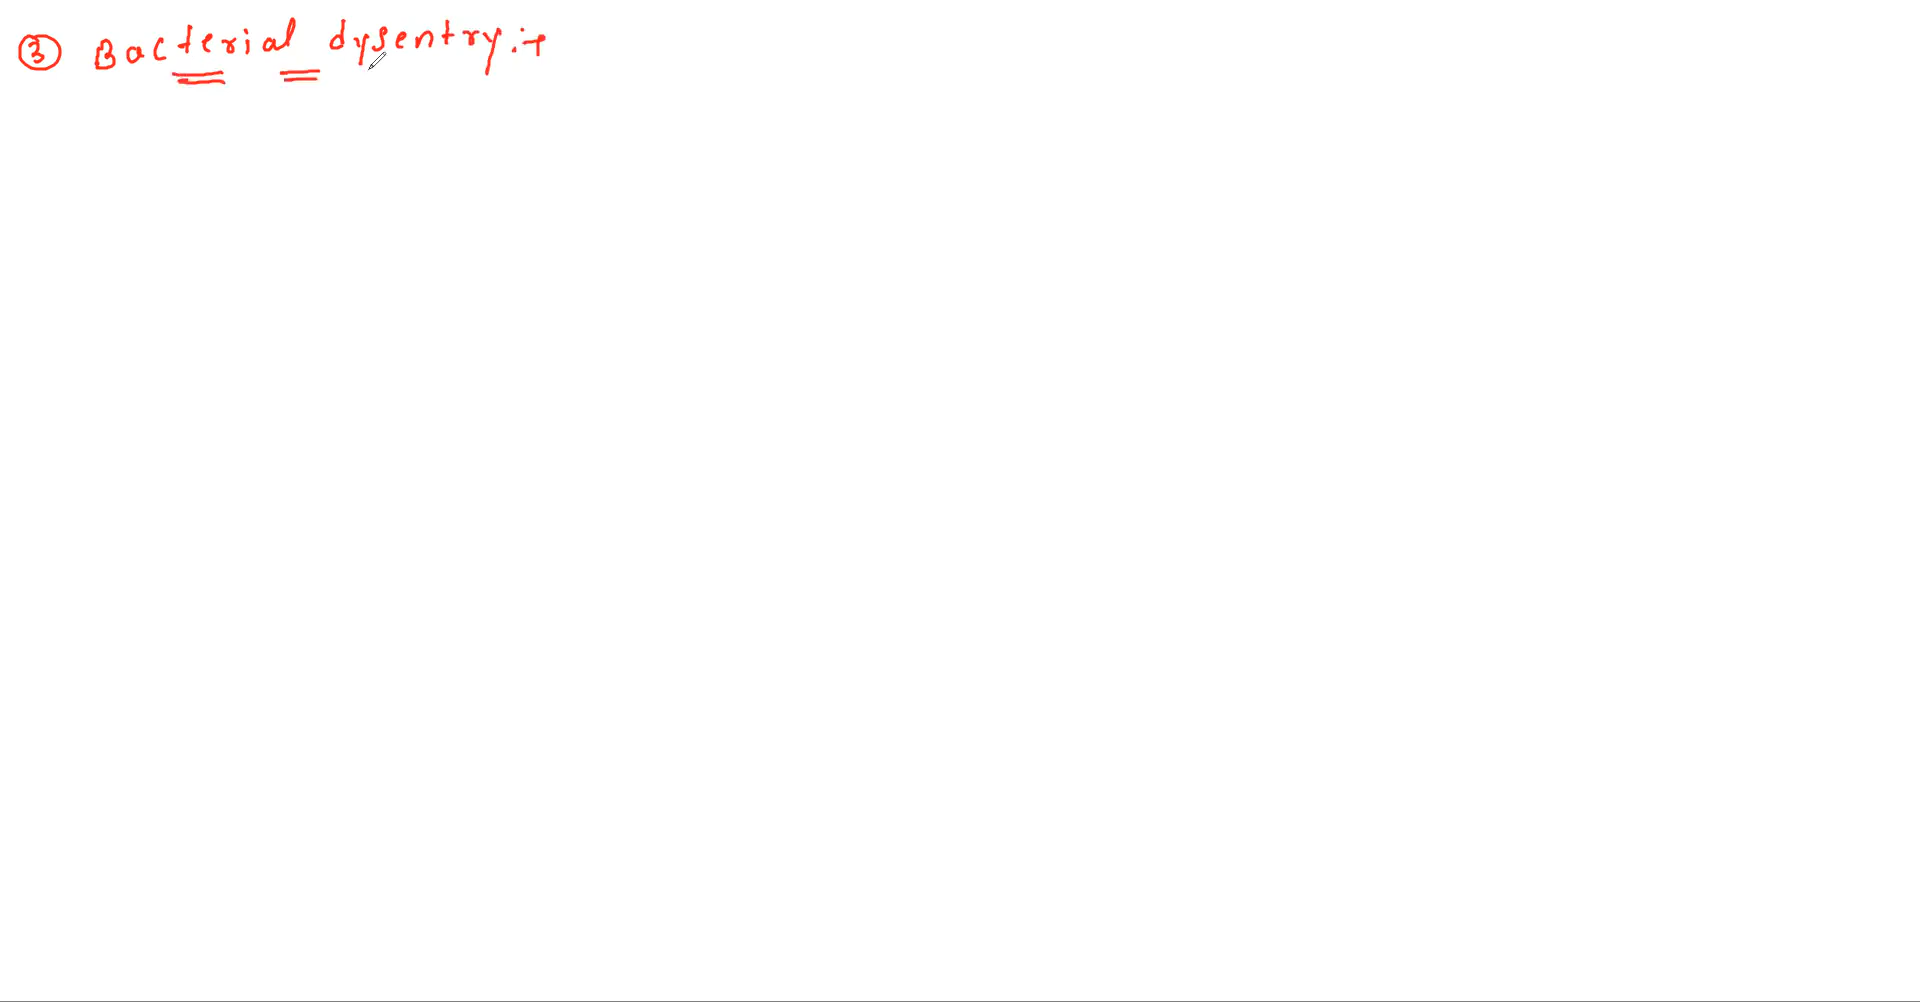 ③ Bacterial dysentry :-